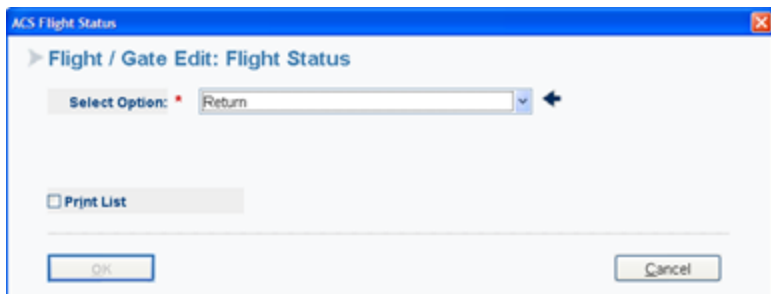 ACS Flight Status
Flight / Gate Edit: Flight Status
Select Option: * Return
Print List
OK
Cancel